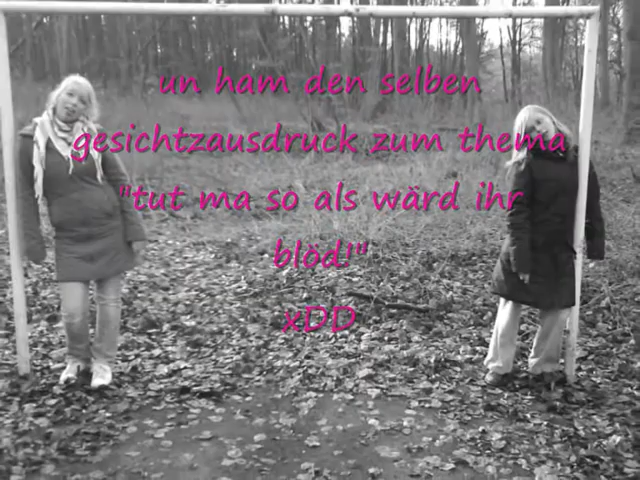 un ham den selben
gesichtzausdruck zum thema
"tut ma so als wärd ihr
blöd!"
xDD